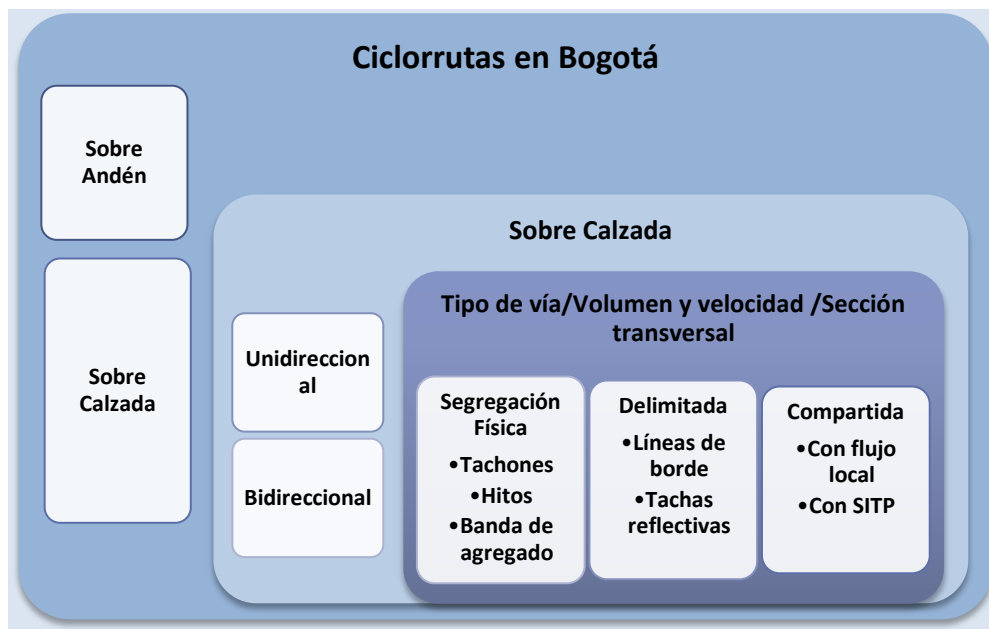 Ciclorrutas en Bogotá
Sobre
Andén
Sobre
Calzada
Sobre Calzada
Unidireccion
al
Bidireccional
Tipo de vía/Volumen y velocidad /Sección
transversal
Segregación
Física
•Tachones
•Hitos
•Banda de
agregado
Delimitada
•Líneas de
borde
•Tachas
reflectivas
Compartida
•Con flujo
local
•Con SITP